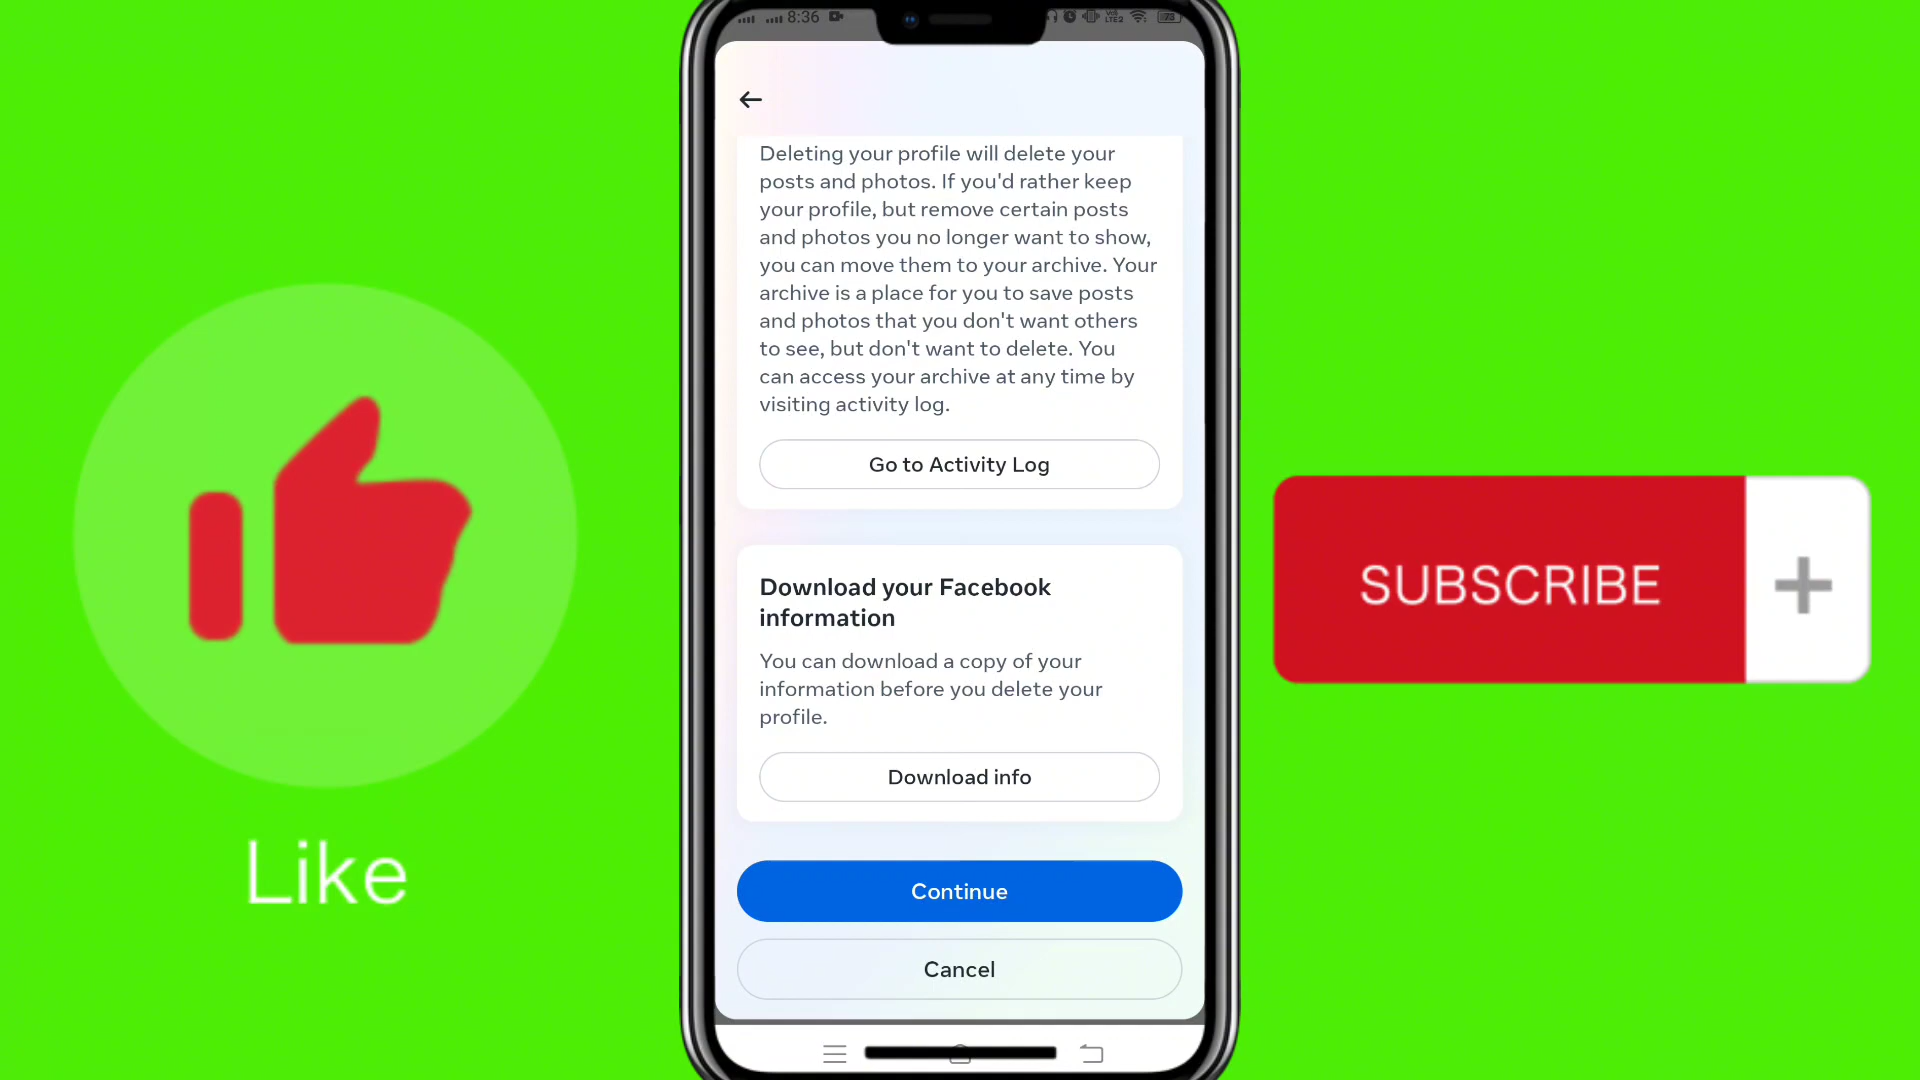 8:36
73
Deleting your profile will delete your
posts and photos. If you'd rather keep
your profile, but remove certain posts
and photos you no longer want to show,
you can move them to your archive. Your
archive is a place for you to save posts
and photos that you don't want others
to see, but don't want to delete. You
can access your archive at any time by
visiting activity log.
Go to Activity Log
Download your Facebook
information
You can download a copy of your
information before you delete your
profile.
Download info
Continue
Cancel
Like
SUBSCRIBE